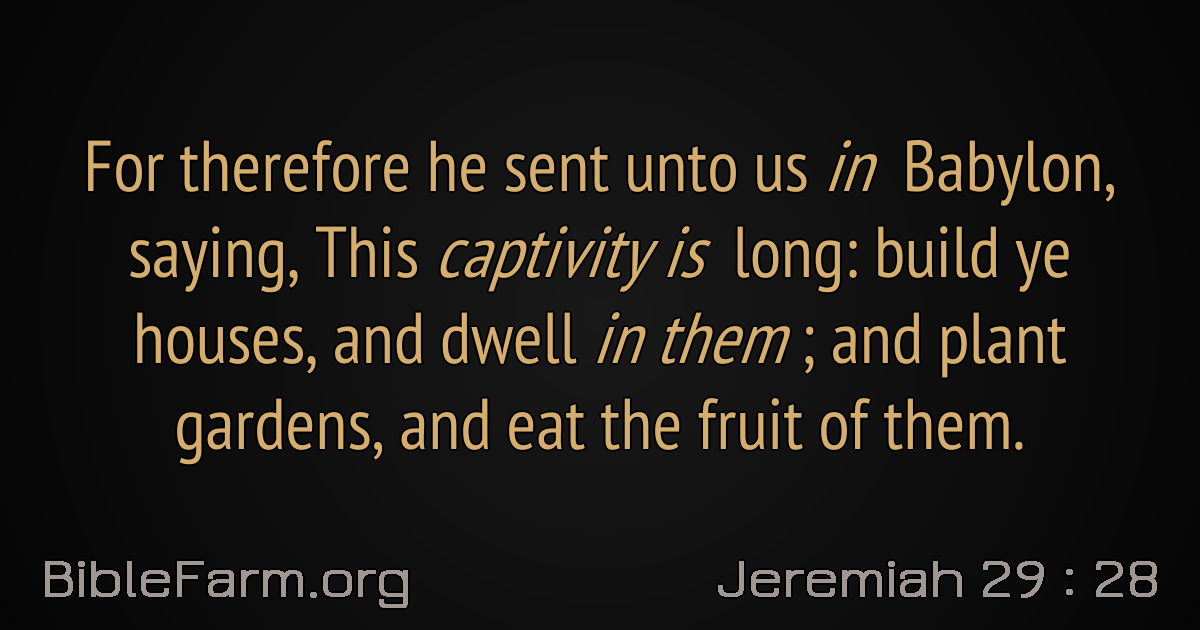 For therefore he sent unto us in Babylon,
saying, This captivity is long: build ye
houses, and dwell in them ; and plant
gardens, and eat the fruit of them.
BibleFarm.org
Jeremiah 29 : 28